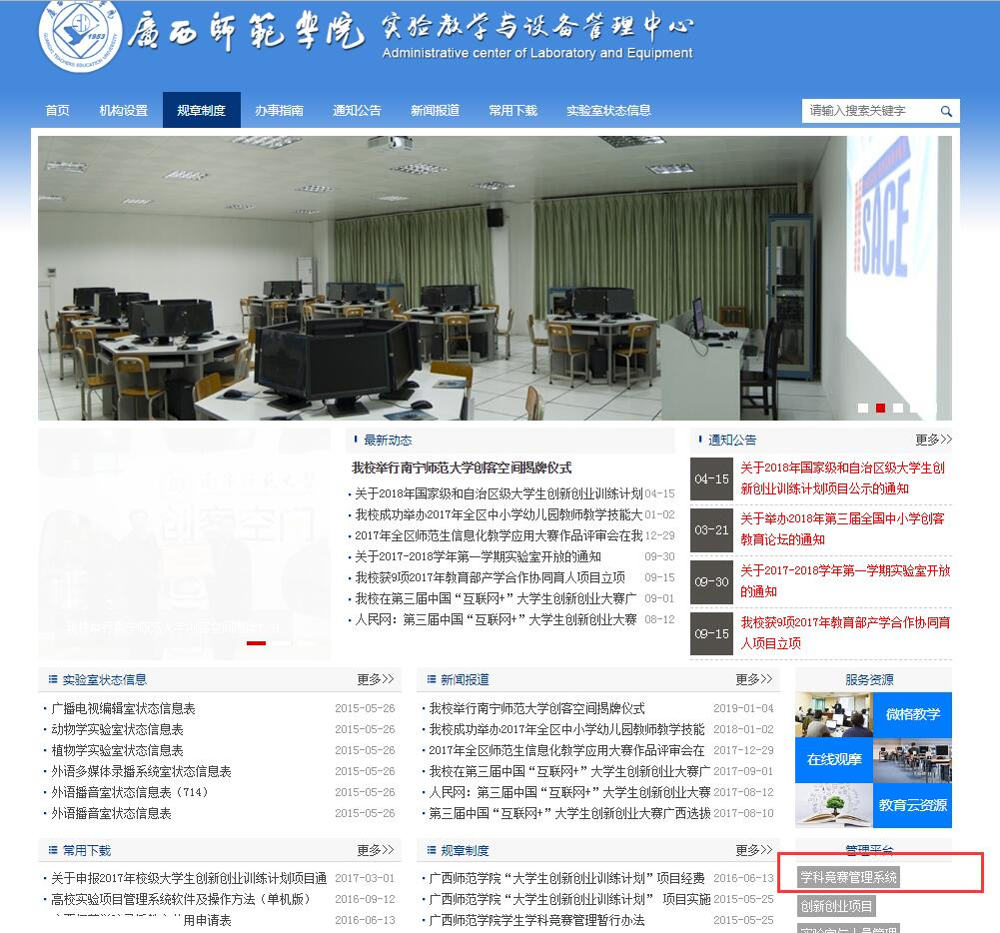 廣西師範學院 实验教学与设备管理中心
Administrative center of Laboratory and Equipment
1953
首页 机构设置 规章制度 办事指南 通知公告 新闻报道 常用下载 实验室状态信息 请输入搜索关键字
SACE
最新动态
我校举行南宁师范大学创客空间揭牌仪式
关于2018年国家级和自治区级大学生创新创业训练计划 04-15
我校成功举办2017年全区中小学幼儿园教师教学技能大 01-02
2017年全区师范生信息化教学应用大赛作品评审会在我 12-29
关于2017-2018学年第一学期实验室开放的通知 09-30
我校获9项2017年教育部产学合作协同育人项目立项 09-15
我校在第三届中国“互联网+”大学生创新创业大赛广 09-01
人民网：第三届中国“互联网+”大学生创新创业大赛 08-12
通知公告 更多>>
04-15 关于2018年国家级和自治区级大学生创
新创业训练计划项目公示的通知
03-21 关于举办2018年第三届全国中小学创客
教育论坛的通知
09-30 关于2017-2018学年第一学期实验室开放
的通知
09-15 我校获9项2017年教育部产学合作协同育
人项目立项
我校举行南宁师范大学创客空间揭牌仪式
实验室状态信息 更多>>
广播电视编辑室状态信息表 2015-05-26
动物学实验室状态信息表 2015-05-26
植物学实验室状态信息表 2015-05-26
外语多媒体录播系统室状态信息表 2015-05-26
外语播音室状态信息表（714） 2015-05-26
外语播音室状态信息表 2015-05-26
新闻报道 更多>>
我校举行南宁师范大学创客空间揭牌仪式 2019-01-04
我校成功举办2017年全区中小学幼儿园教师教学技能 2018-01-02
2017年全区师范生信息化教学应用大赛作品评审会在 2017-12-29
我校在第三届中国“互联网+”大学生创新创业大赛广 2017-09-01
人民网：第三届中国“互联网+”大学生创新创业大赛 2017-08-12
第三届中国“互联网+”大学生创新创业大赛广西选拔 2017-08-10
服务资源
微格教学
在线观摩
教育云资源
常用下载 更多>>
关于申报2017年校级大学生创新创业训练计划项目通 2017-03-01
高校实验项目管理系统软件及操作方法（单机版） 2016-09-12
用申请表 2016-06-13
规章制度 更多>>
广西师范学院“大学生创新创业训练计划”项目经费 2016-06-13
广西师范学院“大学生创新创业训练计划” 项目实施 2015-05-25
广西师范学院学生学科竞赛管理暂行办法 2015-05-25
管理平台
学科竞赛管理系统
创新创业项目